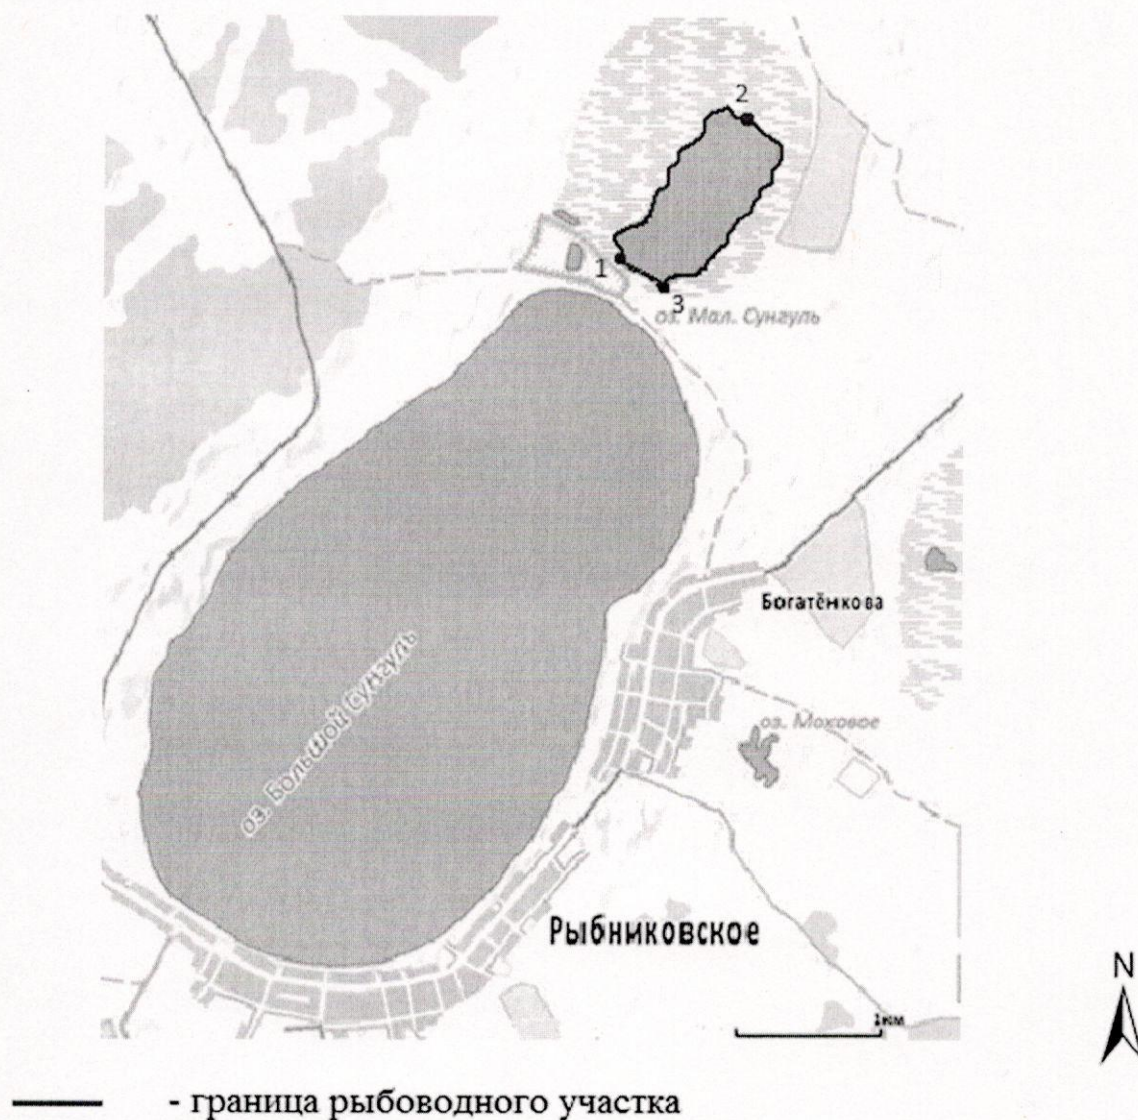 2
1
3
оз. Мал. Сунгуль
Богатёнкова
оз. Большой Сунгуль
оз. Моховое
Рыбниковское
N
1км
- граница рыбоводного участка